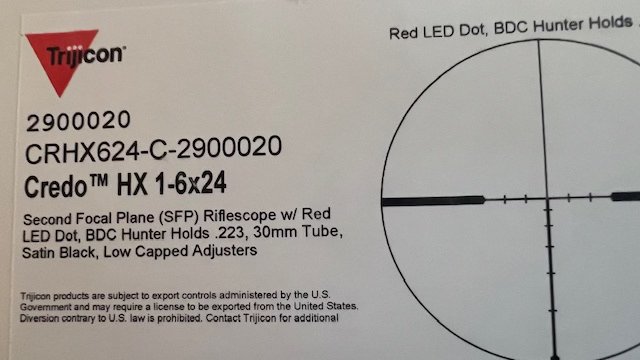 Trijicon®
Red LED Dot, BDC Hunter Holds
2900020
CRHX624-C-2900020
Credo™ HX 1-6x24
Second Focal Plane (SFP) Riflescope w/ Red
LED Dot, BDC Hunter Holds .223, 30mm Tube,
Satin Black, Low Capped Adjusters
Trijicon products are subject to export controls administered by the U.S.
Government and may require a license to be exported from the United States.
Diversion contrary to U.S. law is prohibited. Contact Trijicon for additional